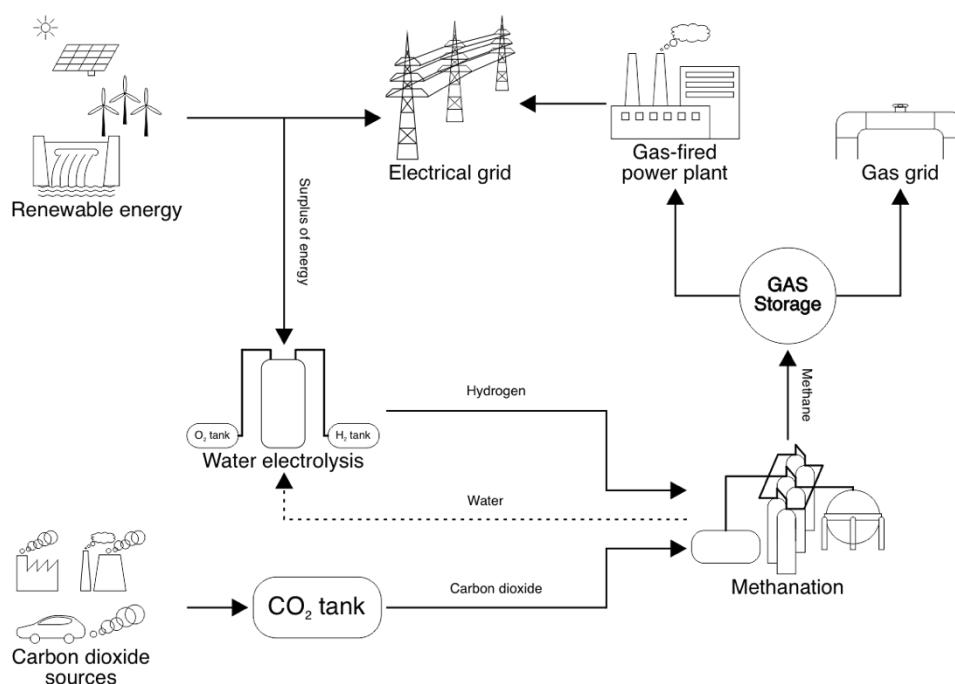 Renewable energy
Electrical grid
Gas-fired
power plant
Gas grid
Surplus of energy
GAS
Storage
Methane
Hydrogen
O₂ tank
H₂ tank
Water electrolysis
Water
Methanation
Carbon dioxide
CO₂ tank
Carbon dioxide
sources